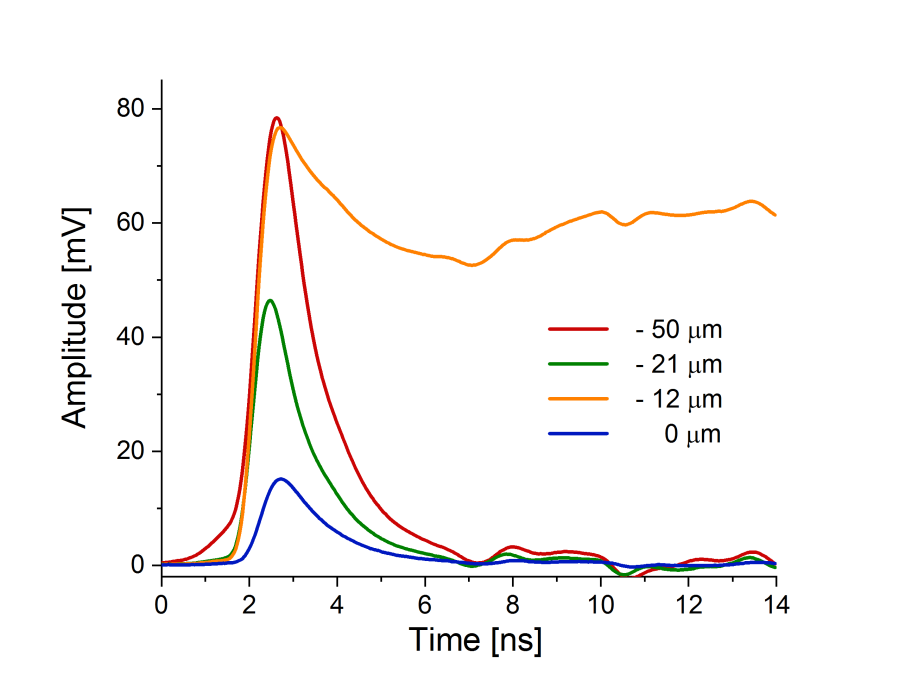 80
60
40
20
0
Amplitude [mV]
- 50 μm
- 21 μm
- 12 μm
0 μm
0 2 4 6 8 10 12 14
Time [ns]